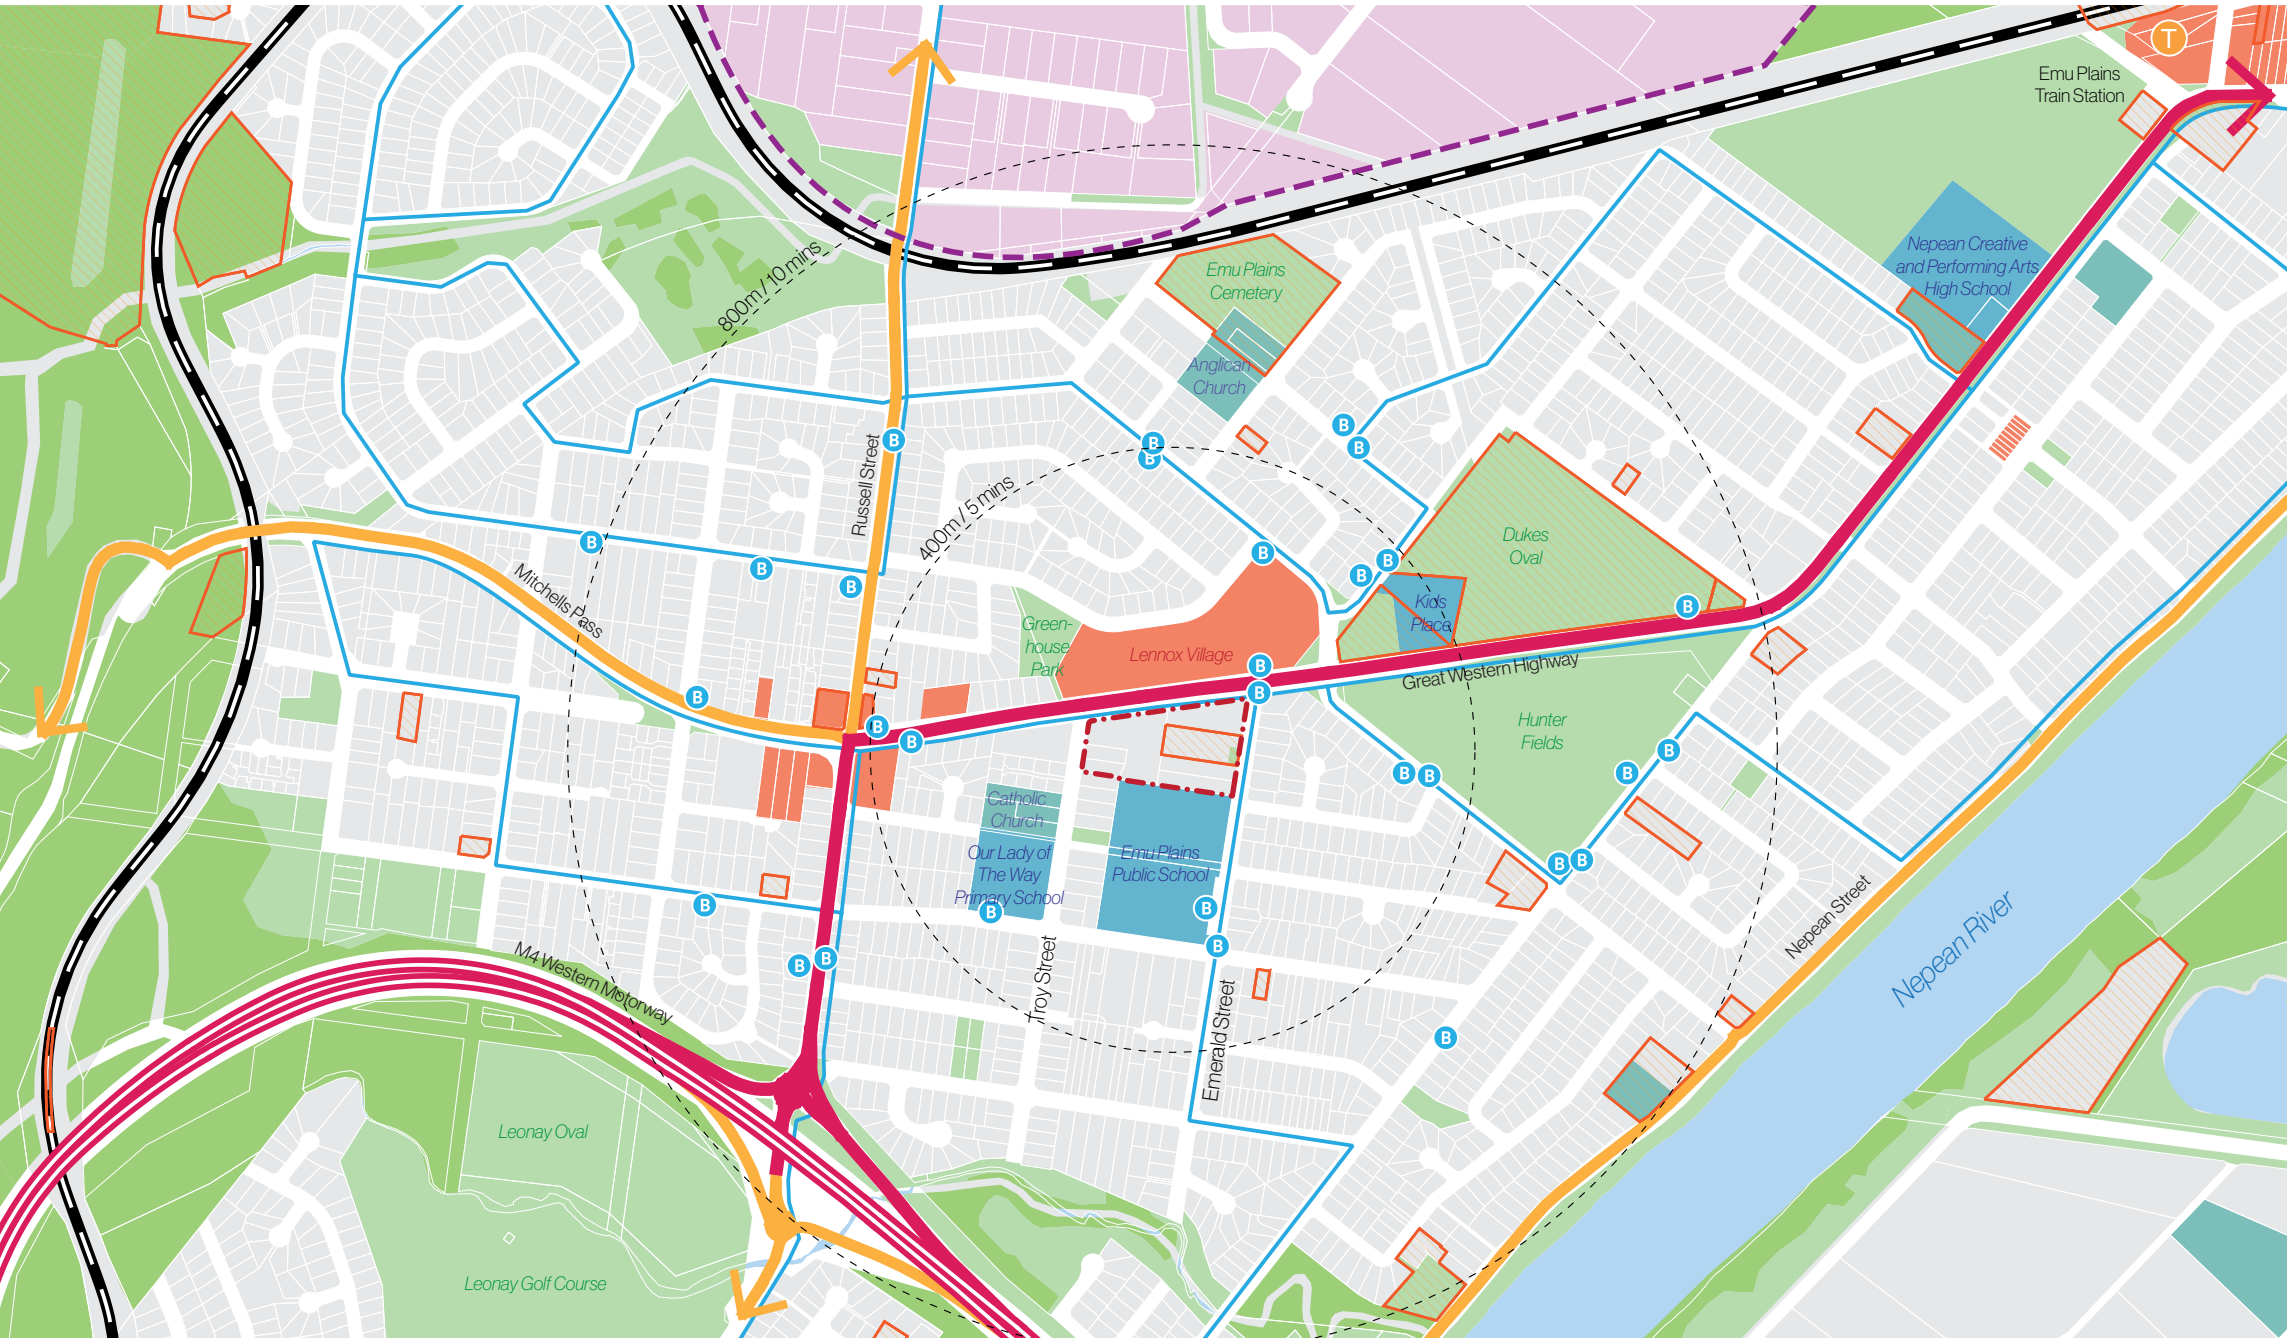 T
Emu Plains
Train Station
Nepean Creative
and Performing Arts
High School
800m / 10 mins
Emu Plains
Cemetery
Anglican
Church
B
B
B
B
B
Russell Street
400m / 5 mins
Dukes
Oval
B
B
B
B
B
B
Mitchells Pass
Kids
Place
B
Green-
house
Park
Lennox Village
B
B
Great Western Highway
B
B
B
Hunter
Fields
B
B
B
B
Catholic
Church
Our Lady of
The Way
Primary School
Emu Plains
Public School
B
B
B
B
B
B
B
M4 Western Motorway
B
B
Troy Street
Emerald Street
Nepean Street
Nepean River
B
Leonay Oval
Leonay Golf Course